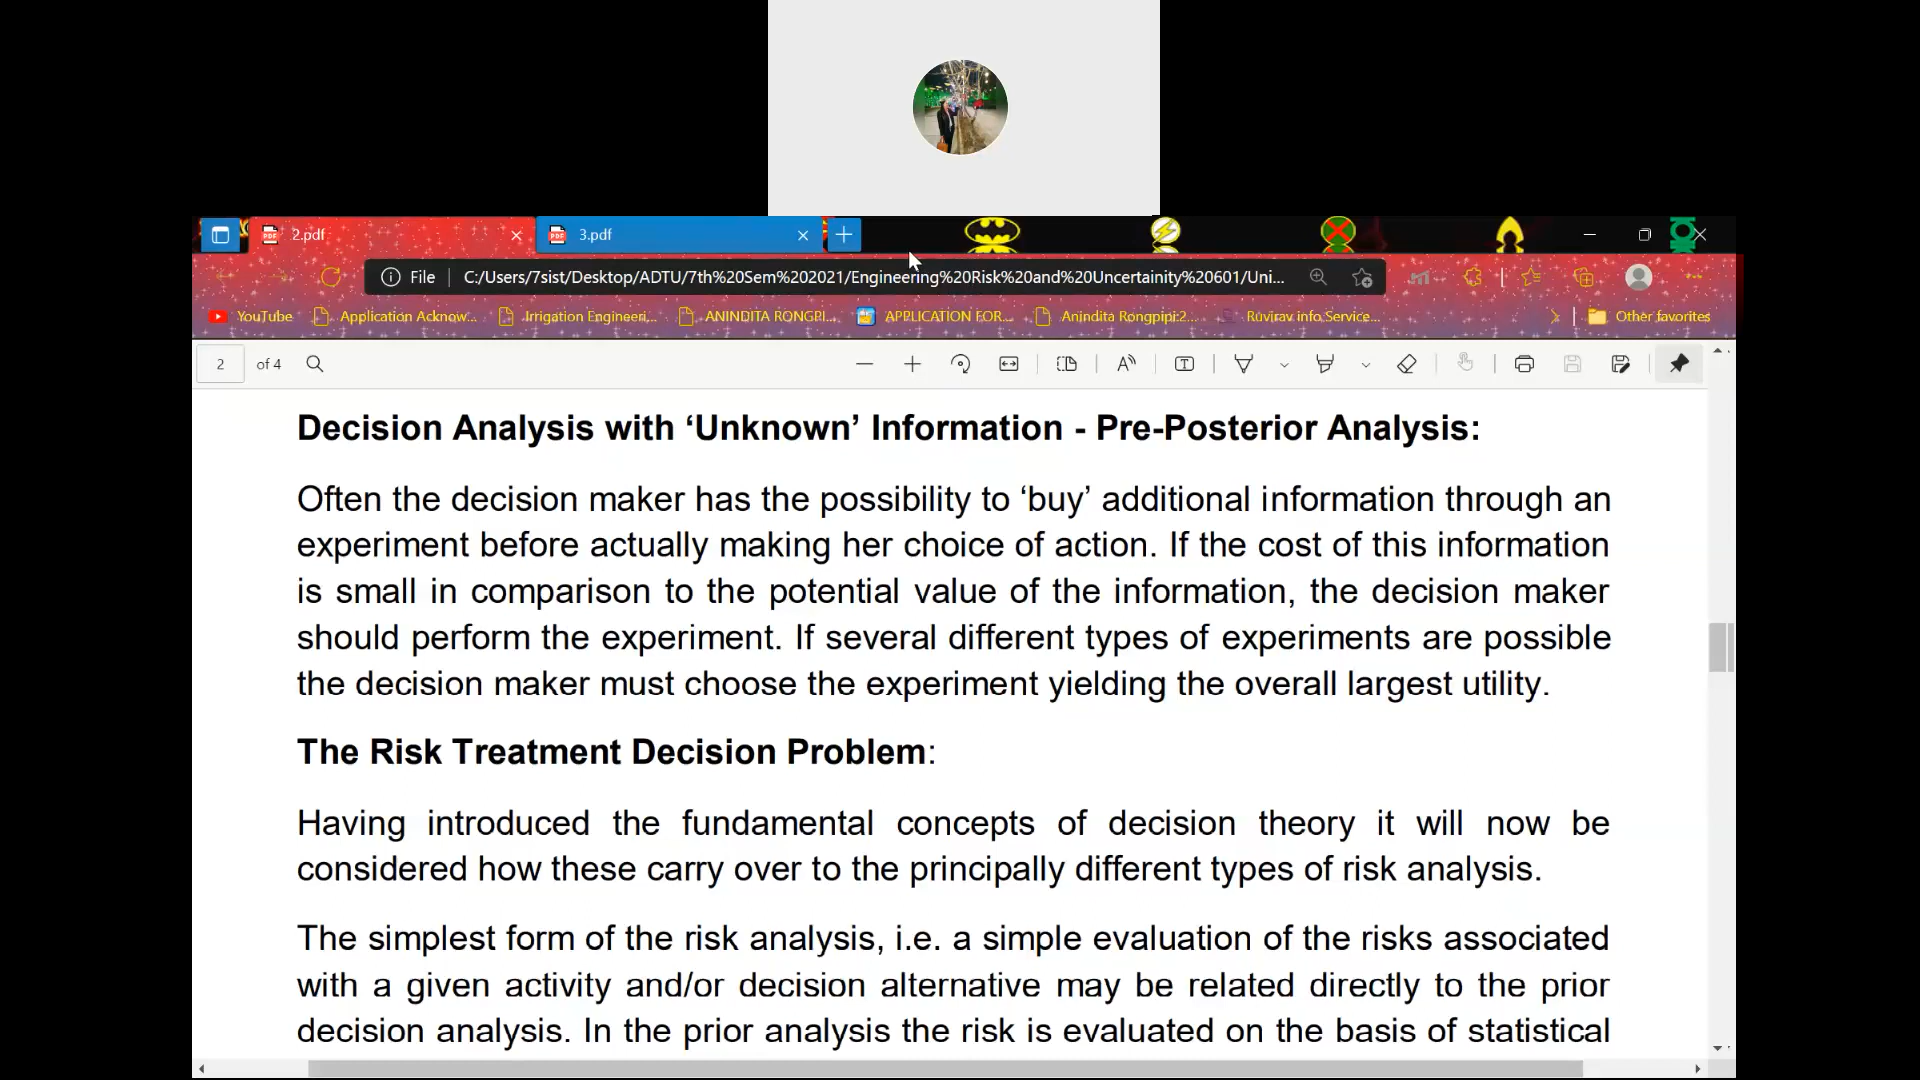 2.pdf
3.pdf
File
C:/Users/7sist/Desktop/ADTU/7th%20Sem%202021/Engineering%20Risk%20and%20Uncertainity%20601/Uni...
YouTube
Application Acknow...
Irrigation Engineeri...
ANINDITA RONGPI...
APPLICATION FOR...
Anindita Rongpipi:2...
Ruvirav info Service...
Other favorites
2 of 4
Decision Analysis with ‘Unknown’ Information - Pre-Posterior Analysis:
Often the decision maker has the possibility to ‘buy’ additional information through an
experiment before actually making her choice of action. If the cost of this information
is small in comparison to the potential value of the information, the decision maker
should perform the experiment. If several different types of experiments are possible
the decision maker must choose the experiment yielding the overall largest utility.
The Risk Treatment Decision Problem:
Having introduced the fundamental concepts of decision theory it will now be
considered how these carry over to the principally different types of risk analysis.
The simplest form of the risk analysis, i.e. a simple evaluation of the risks associated
with a given activity and/or decision alternative may be related directly to the prior
decision analysis. In the prior analysis the risk is evaluated on the basis of statistical